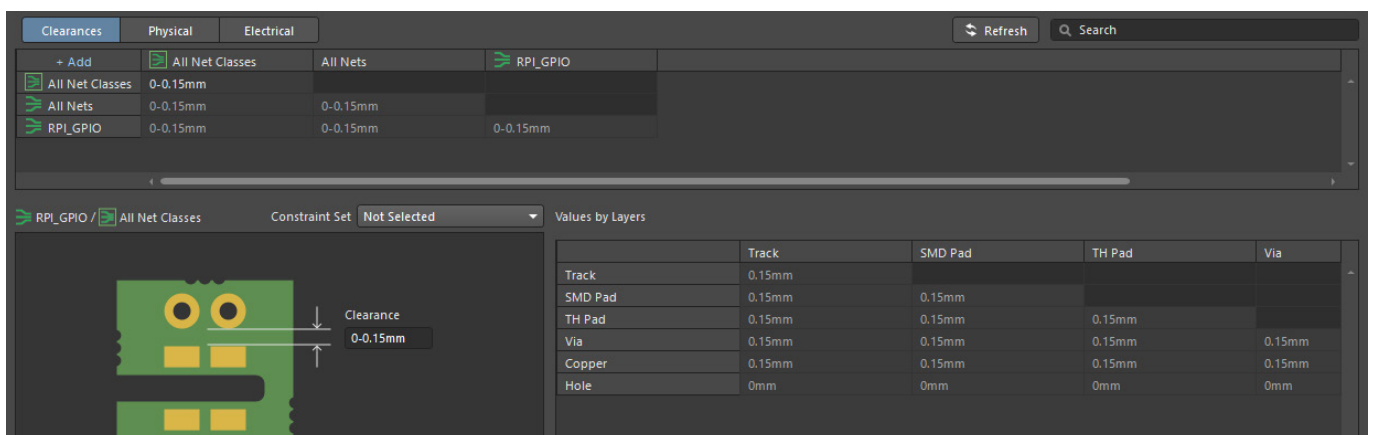 Clearances Physical Electrical Refresh Search
+ Add All Net Classes All Nets RPI_GPIO
All Net Classes 0-0.15mm
All Nets 0-0.15mm 0-0.15mm
RPI_GPIO 0-0.15mm 0-0.15mm 0-0.15mm
RPI_GPIO / All Net Classes Constraint Set Not Selected
Clearance
0-0.15mm
Values by Layers
Track SMD Pad TH Pad Via
Track 0.15mm
SMD Pad 0.15mm 0.15mm
TH Pad 0.15mm 0.15mm 0.15mm
Via 0.15mm 0.15mm 0.15mm 0.15mm
Copper 0.15mm 0.15mm 0.15mm 0.15mm
Hole 0mm 0mm 0mm 0mm